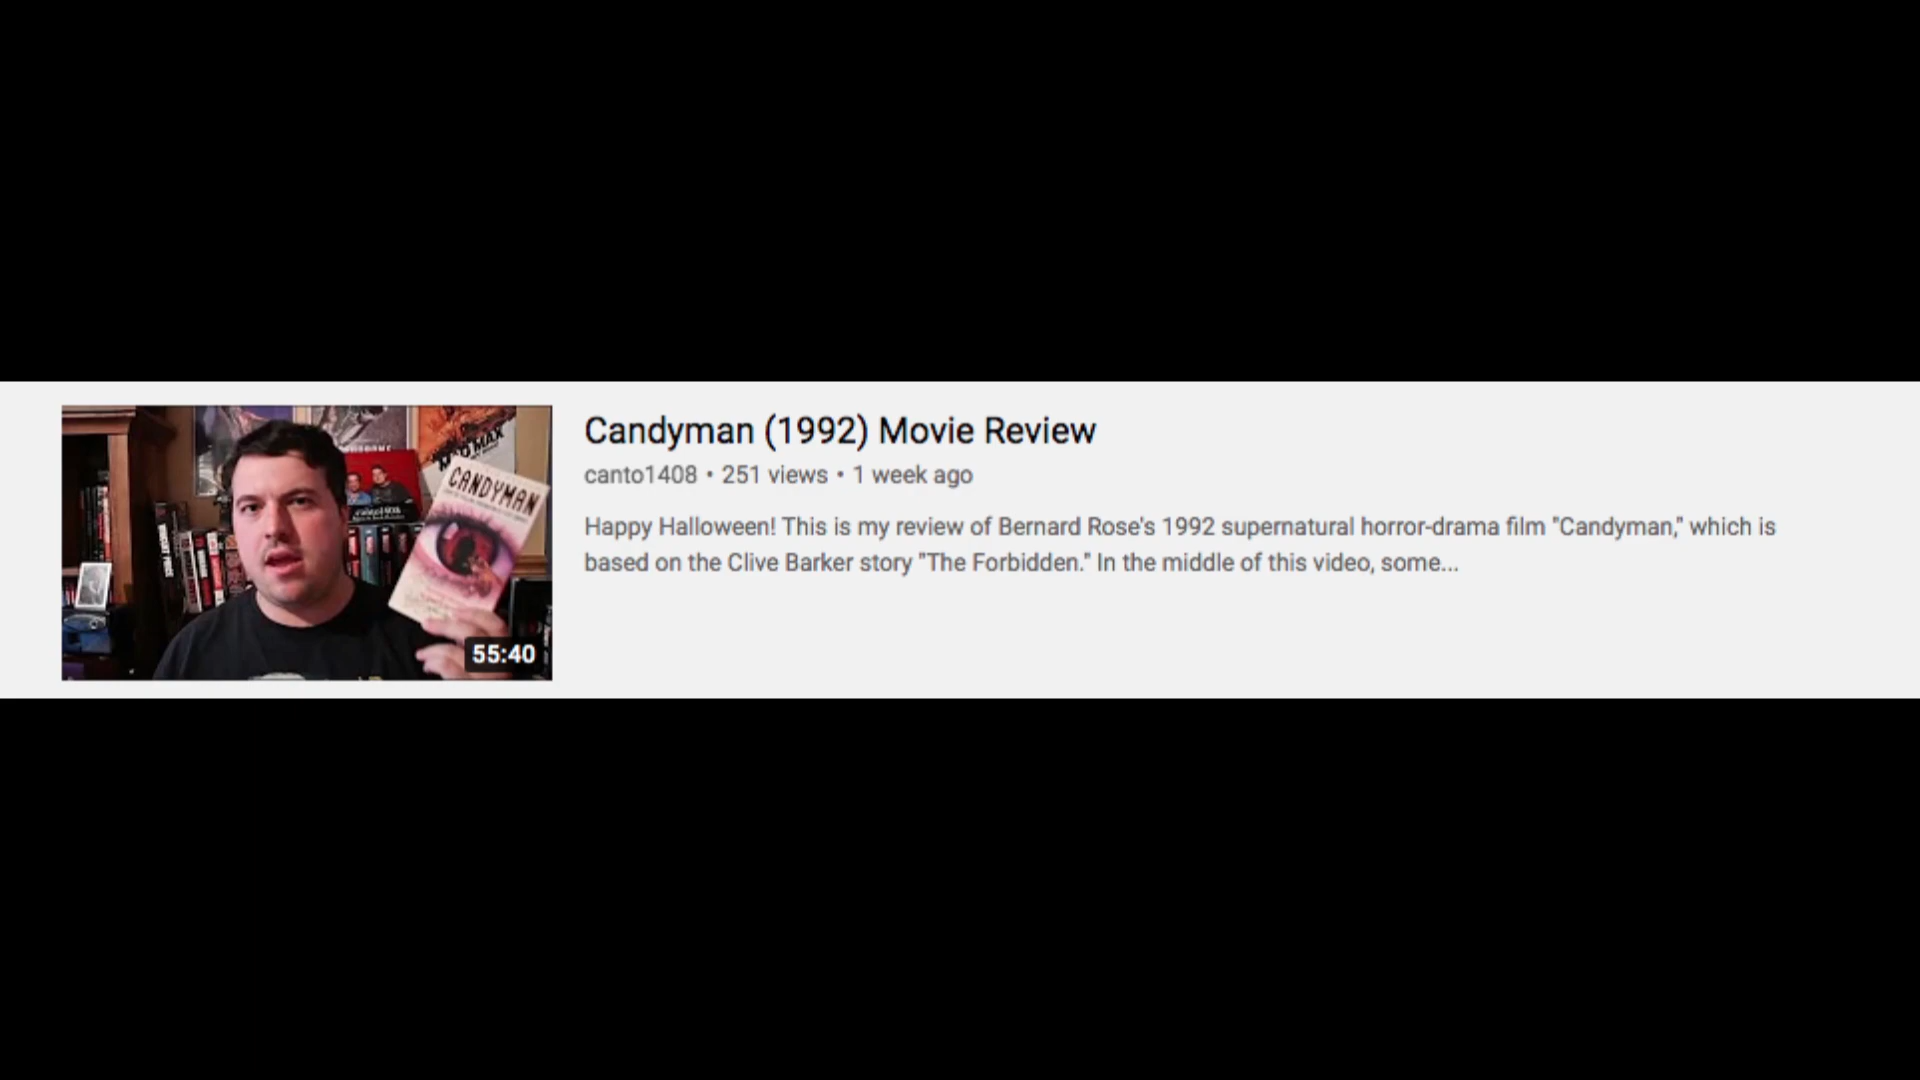 Candyman (1992) Movie Review
canto1408 • 251 views • 1 week ago
Happy Halloween! This is my review of Bernard Rose's 1992 supernatural horror-drama film "Candyman," which is
based on the Clive Barker story "The Forbidden." In the middle of this video, some...
MAD MAX
CANDYMAN
55:40